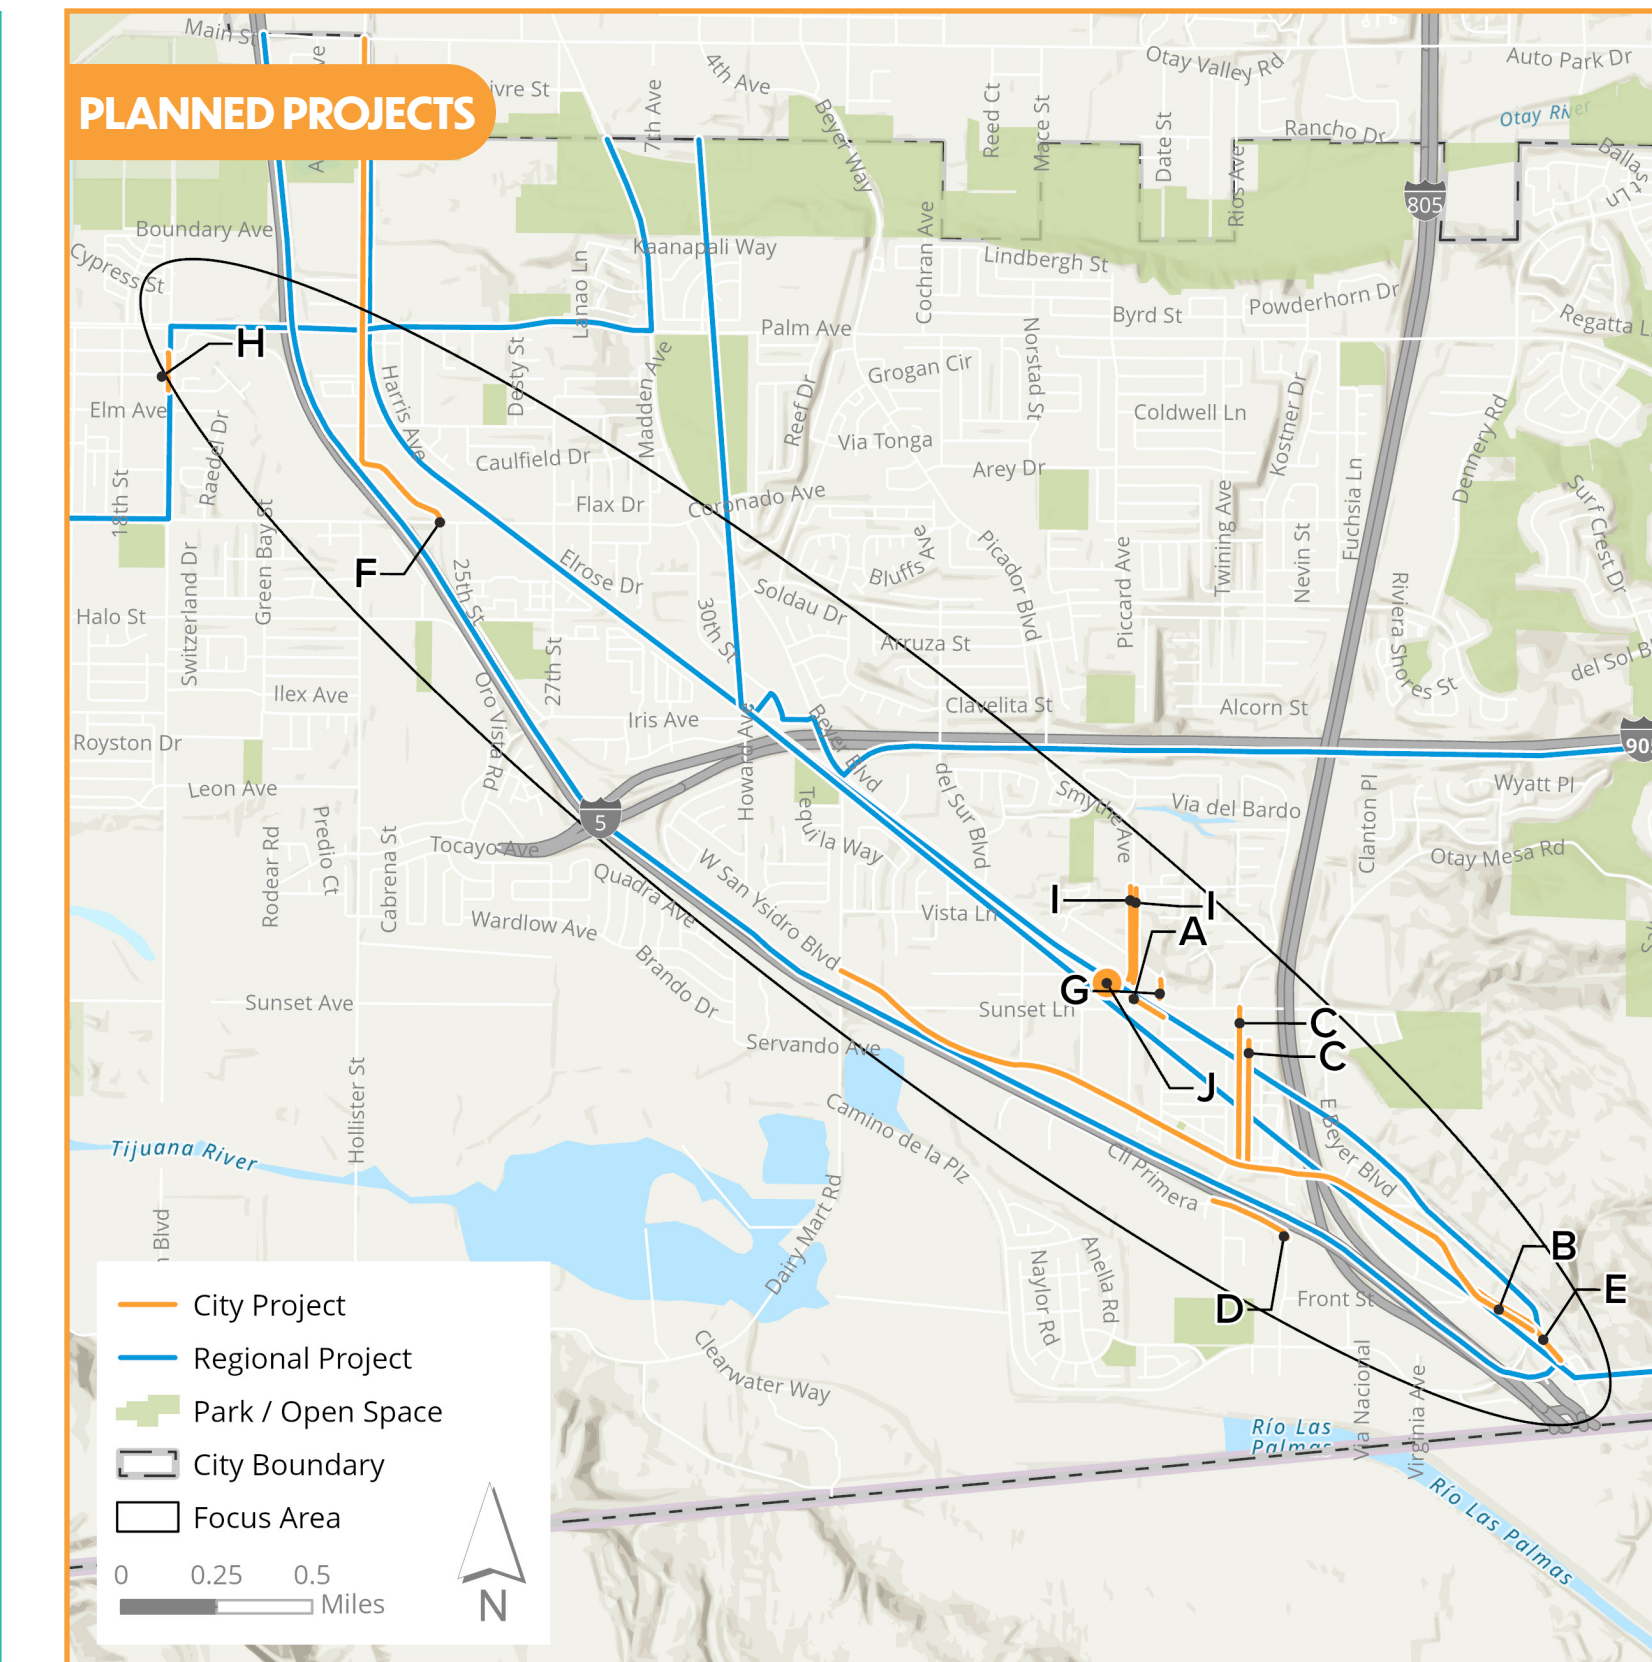 Main St
PLANNED PROJECTS
ivre St
7th Ave
4th Ave
Beyer Way
Reed Ct
Mace St
Otay Valley Rd
Date St
Rios Ave
Rancho Dr
Auto Park Dr
Otay River
805
Boundary Ave
Cypress St
Kaanapali Way
Lanao Ln
Cochran Ave
Lindbergh St
Byrd St
Powderhorn Dr
Palm Ave
H
Elm Ave
Raedel Dr
Harris Ave
Desty St
Madden Ave
Reef Dr
Grogan Cir
Norstad St
Coldwell Ln
Kostner Dr
Dennery Rd
Via Tonga
Arey Dr
Caulfield Dr
Flax Dr
Coronado Ave
18th St
Green Bay St
Switzerland Dr
F
Halo St
25th St
Elrose Dr
Soldau Dr
30th St
Bluffs Ave
Picador Blvd
Piccard Ave
Twining Ave
Nevin St
Fuchsia Ln
Riviera Shores St
Surf Crest Dr
Arruza St
27th St
Ilex Ave
Oro Vista Rd
Iris Ave
Clavelita St
Alcorn St
del Sol B
Royston Dr
Howard Ave
Beyer Blvd
90
Leon Ave
5
Tocayo Ave
Rodear Rd
Predio Ct
Cabrena St
Tequila Way
del Sur Blvd
Smythe Ave
Via del Bardo
Clanton Pl
Wyatt Pl
Otay Mesa Rd
Quadra Ave
W San Ysidro Blvd
Wardlow Ave
Vista Ln
I
I
A
Brando Dr
Sunset Ave
G
Sunset Ln
C
C
Servando Ave
J
Hollister St
Camino de la Plz
E Beyer Blvd
Tijuana River
Cll Primera
Dairy Mart Rd
Naylor Rd
Anella Rd
D
Front St
B
E
Clearwater Way
Via Nacional
Virginia Ave
Río Las
Palmas
Río Las Palmas
City Project
Regional Project
Park / Open Space
City Boundary
Focus Area
0 0.25 0.5
Miles
N